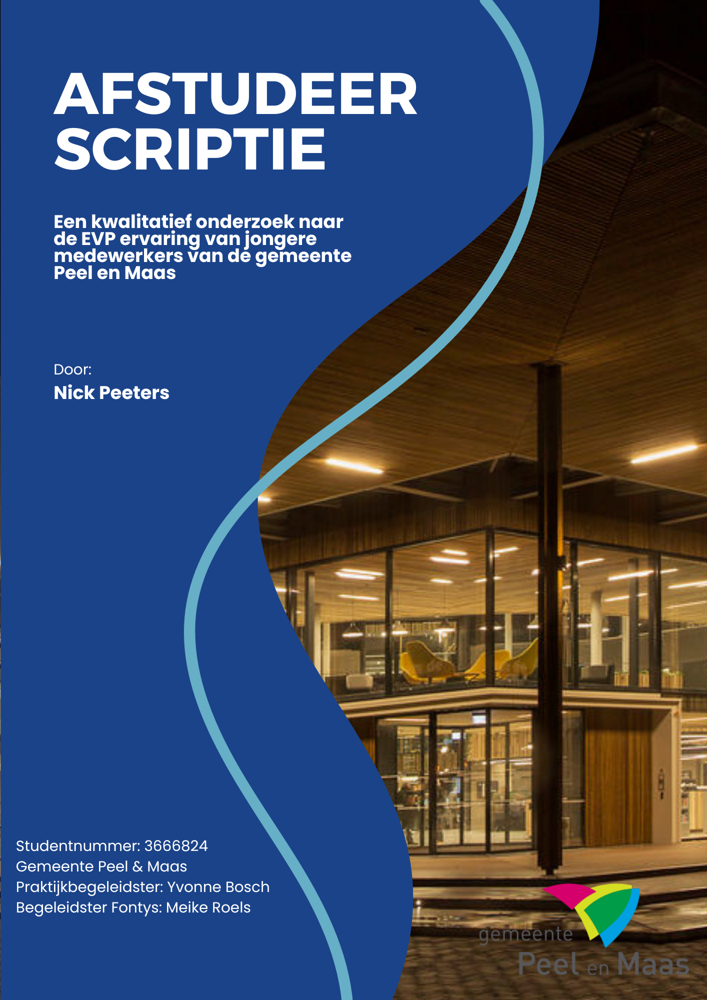 AFSTUDEER
SCRIPTIE
Een kwalitatief onderzoek naar
de EVP ervaring van jongere
medewerkers van de gemeente
Peel en Maas
Door:
Nick Peeters
Studentnummer: 3666824
Gemeente Peel & Maas
Praktijkbegeleidster: Yvonne Bosch
Begeleidster Fontys: Meike Roels
gemeente
Peel en Maas